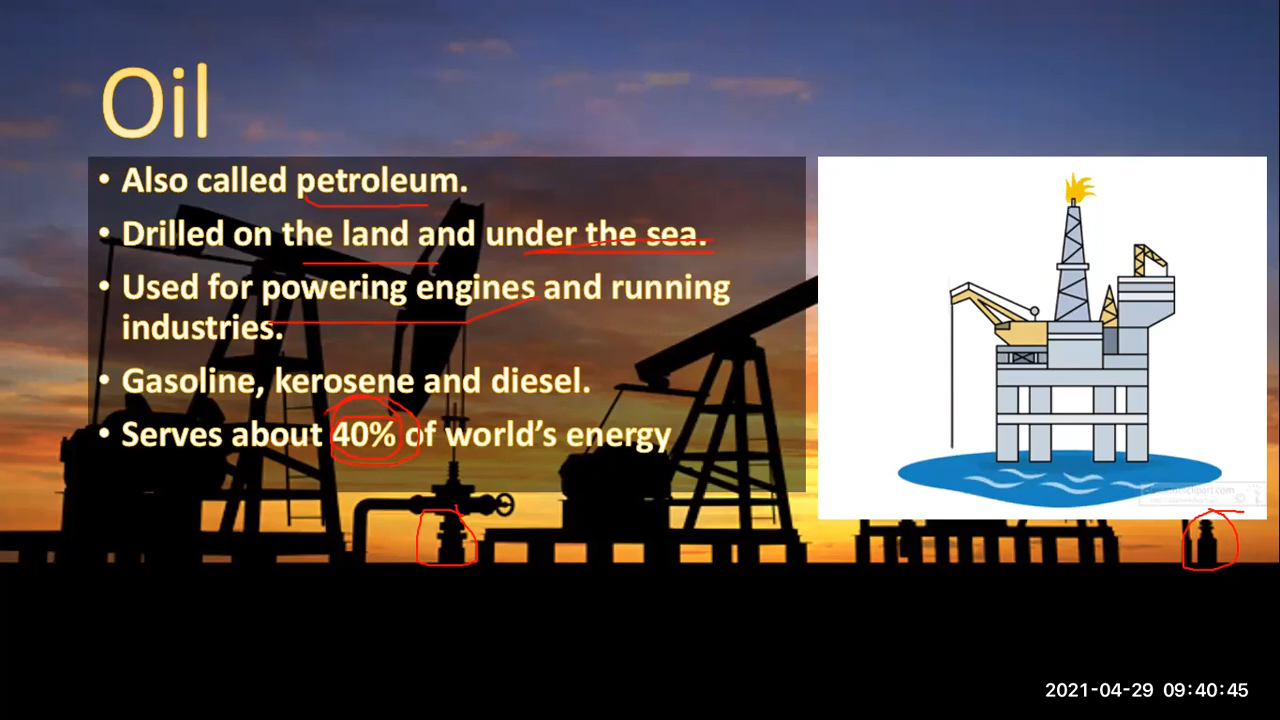 Oil
• Also called petroleum.
• Drilled on the land and under the sea.
• Used for powering engines and running
industries.
• Gasoline, kerosene and diesel.
• Serves about 40% of world's energy
2021-04-29 09:40:45